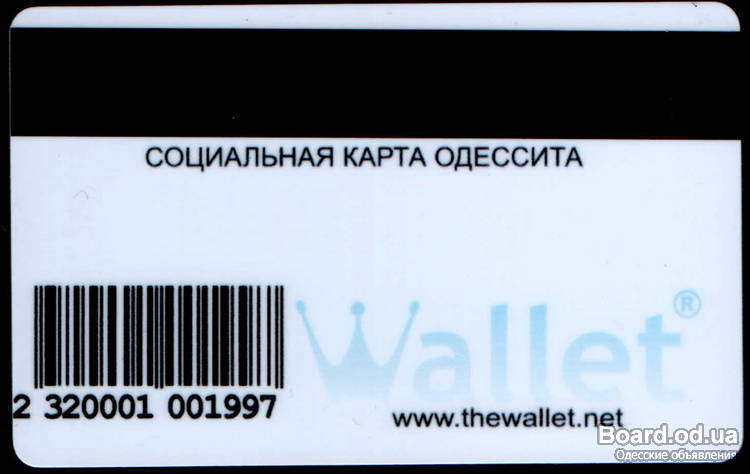 СОЦИАЛЬНАЯ КАРТА ОДЕССИТА
Wallet®
2 320001 001997
www.thewallet.net
Board.od.ua
Одесские объявления